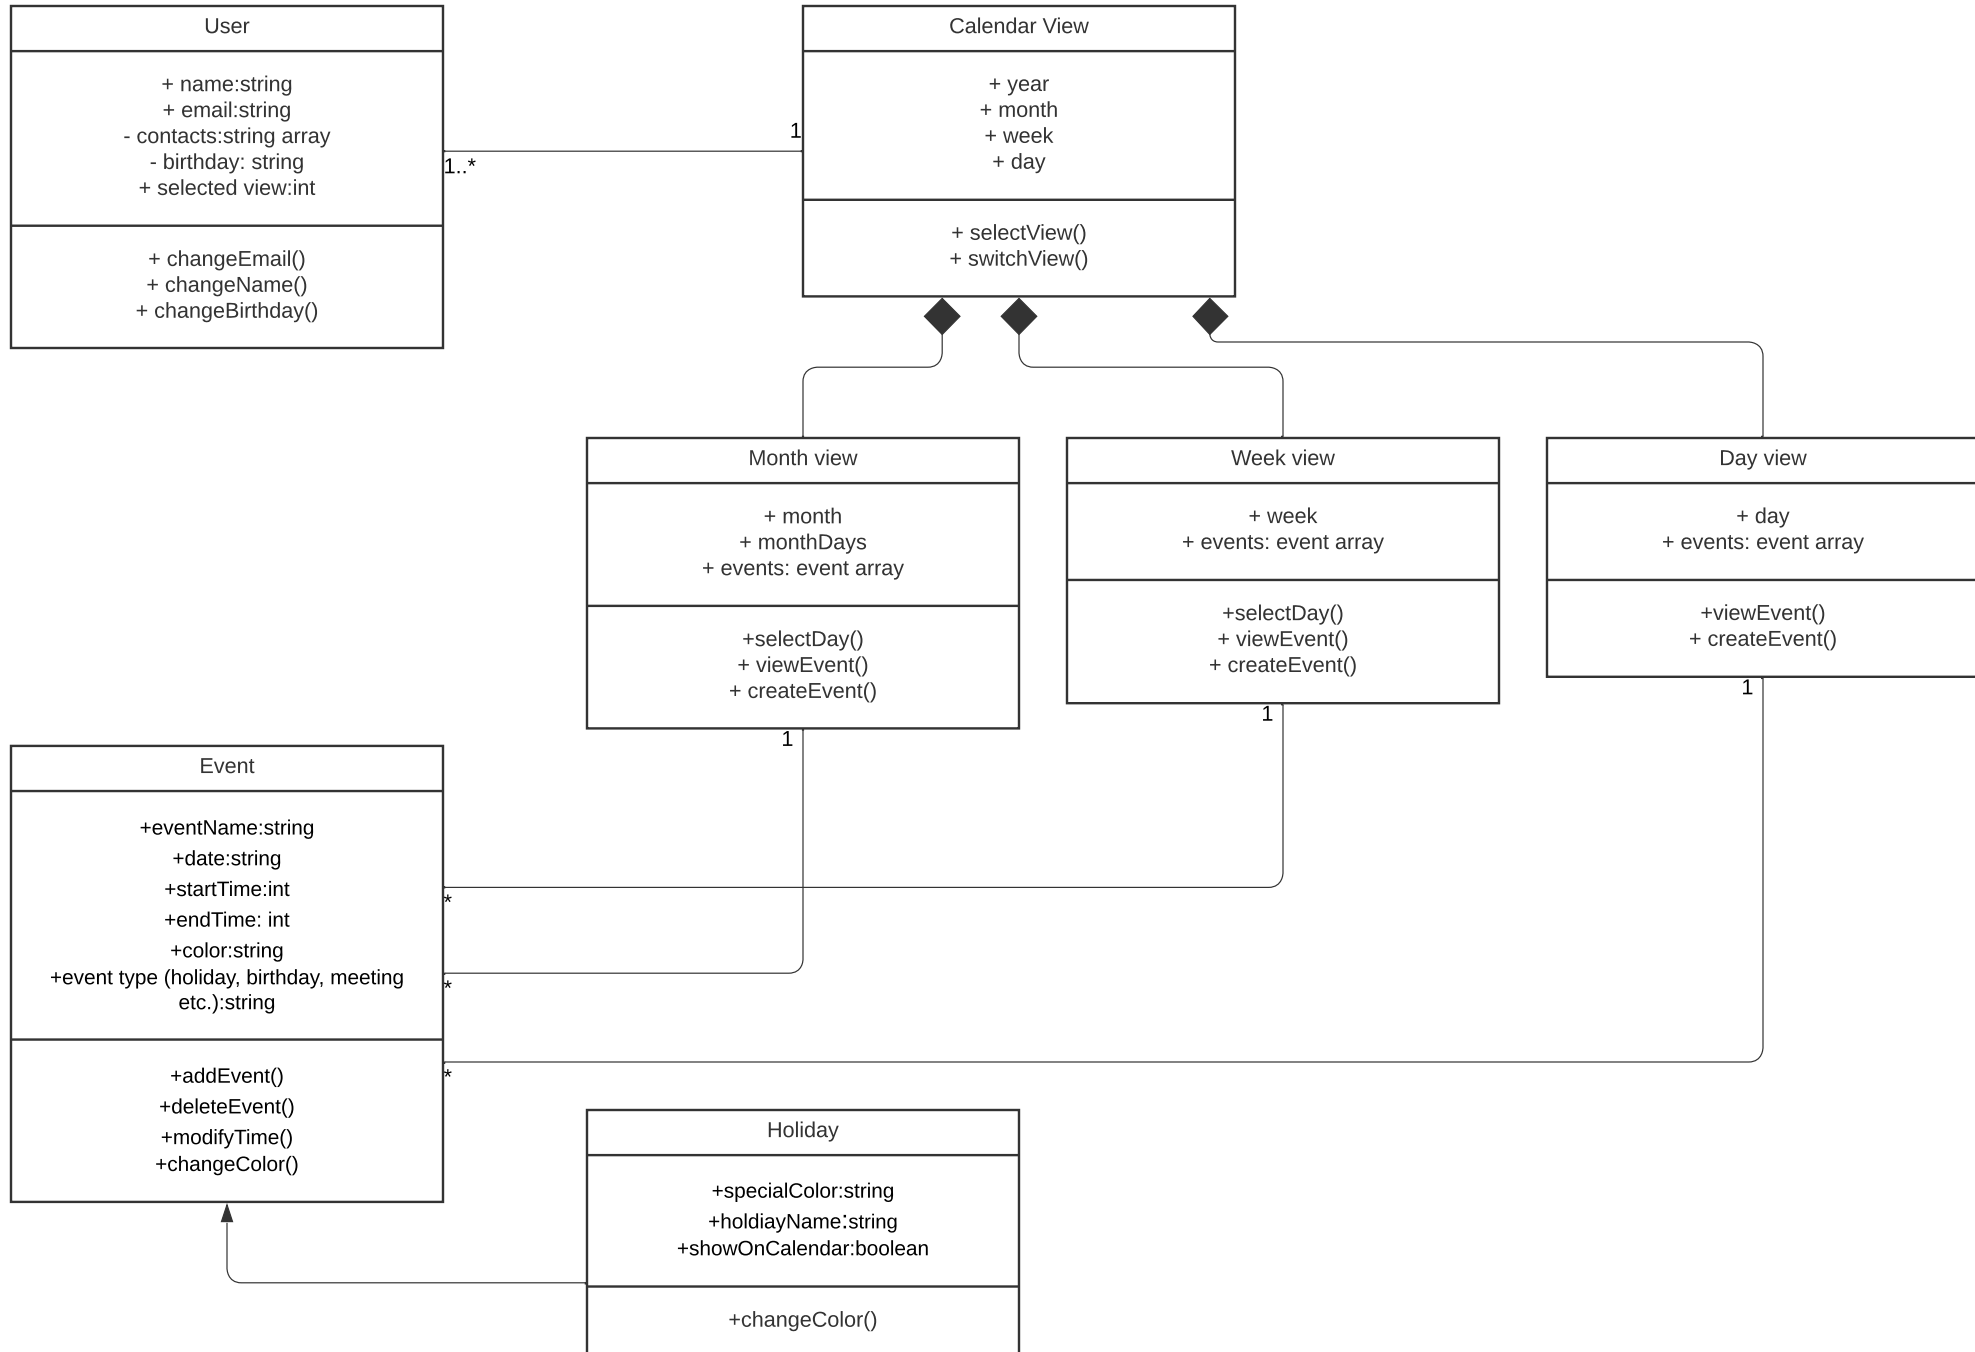 User
+ name:string
+ email:string
- contacts:string array
- birthday: string
+ selected view:int
+ changeEmail()
+ changeName()
+ changeBirthday()
1..*
1
Calendar View
+ year
+ month
+ week
+ day
+ selectView()
+ switchView()
Month view
+ month
+ monthDays
+ events: event array
+selectDay()
+ viewEvent()
+ createEvent()
1
Week view
+ week
+ events: event array
+selectDay()
+ viewEvent()
+ createEvent()
1
Day view
+ day
+ events: event array
+viewEvent()
+ createEvent()
1
Event
+eventName:string
+date:string
+startTime:int
+endTime: int
+color:string
+event type (holiday, birthday, meeting
etc.):string
+addEvent()
+deleteEvent()
+modifyTime()
+changeColor()
*
*
*
Holiday
+specialColor:string
+holdiayName:string
+showOnCalendar:boolean
+changeColor()